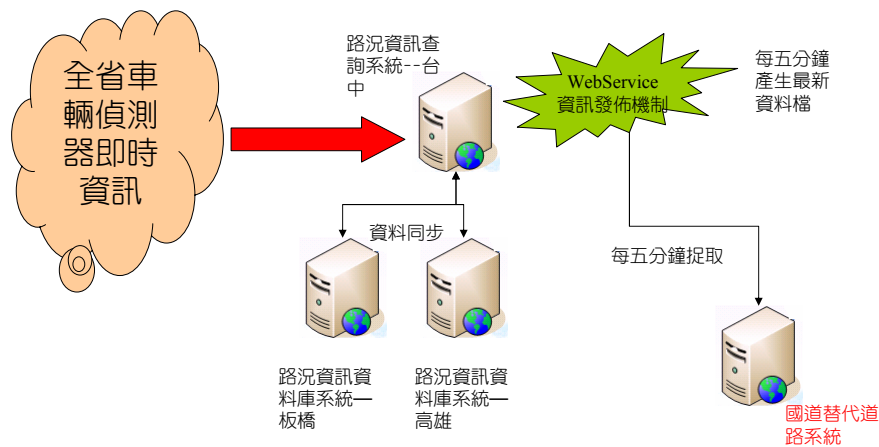 全省車
輛偵測
器即時
資訊
路況資訊查
詢系統--台
中
WebService
資訊發佈機制
每五分鐘
產生最新
資料檔
資料同步
每五分鐘捉取
路況資訊資
料庫系統—
板橋
路況資訊資
料庫系統—
高雄
國道替代道
路系統